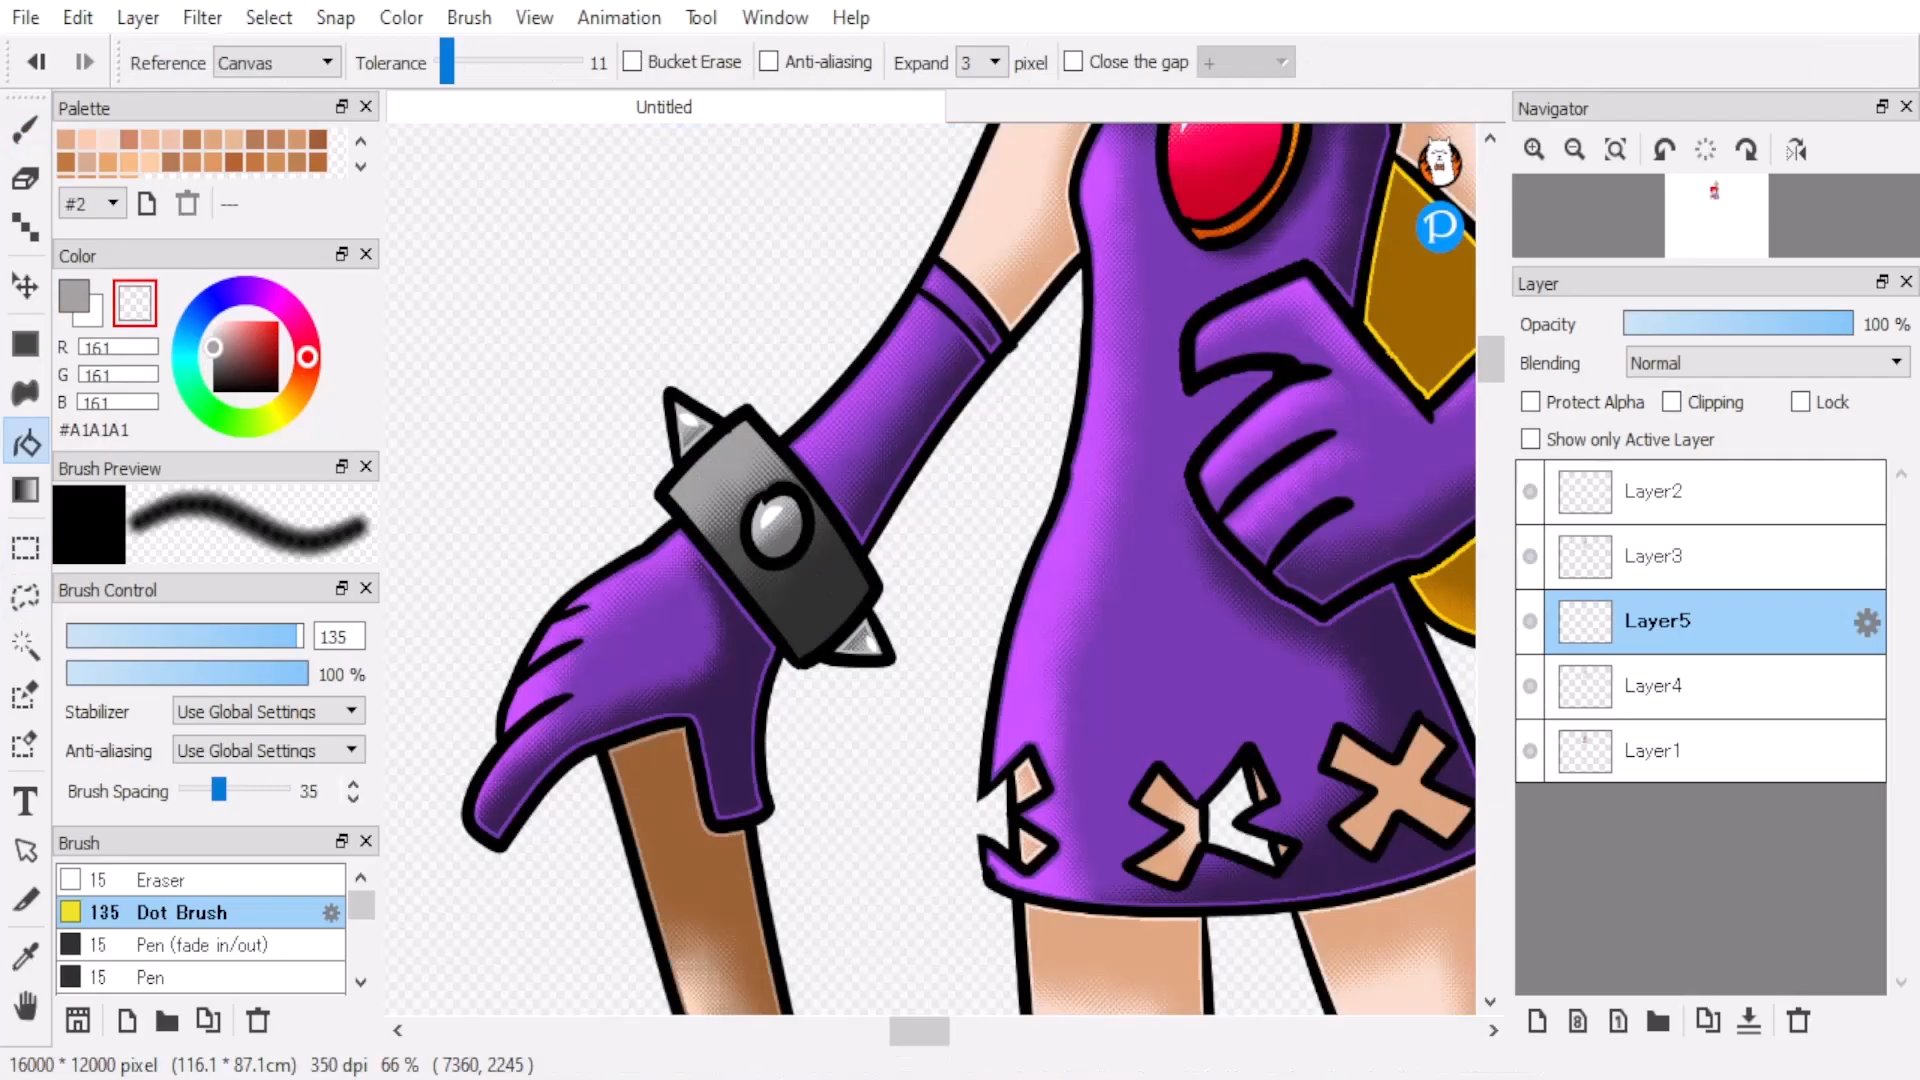 File Edit Layer Filter Select Snap Color Brush View Animation Tool Window Help
Reference Canvas Tolerance 11 Bucket Erase Anti-aliasing Expand 3 pixel Close the gap +
Palette
#2 ---
Color
R 161
G 161
B 161
#A1A1A1
Brush Preview
Brush Control
135
100 %
Stabilizer Use Global Settings
Anti-aliasing Use Global Settings
Brush Spacing 35
Brush
15 Eraser
135 Dot Brush
15 Pen (fade in/out)
15 Pen
Untitled
P
Navigator
Layer
Opacity 100 %
Blending Normal
Protect Alpha Clipping Lock
Show only Active Layer
Layer2
Layer3
Layer5
Layer4
Layer1
8 1
16000 * 12000 pixel (116.1 * 87.1cm) 350 dpi 66 % ( 7360, 2245 )